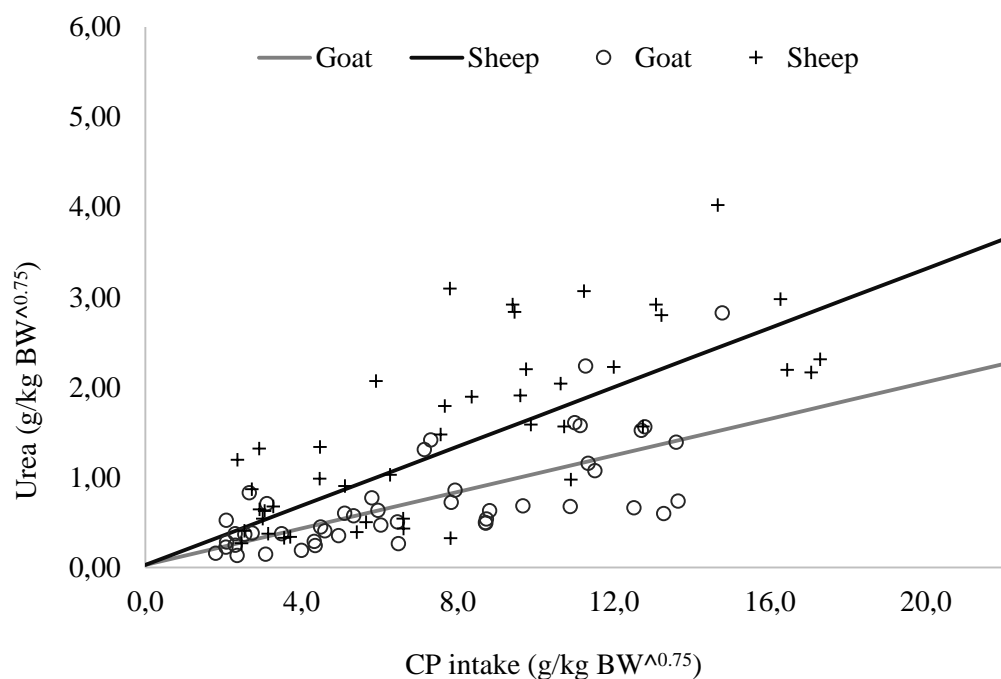 6,00
Goat Sheep Goat Sheep
5,00
4,00
3,00
2,00
1,00
0,00
Urea (g/kg BW^0.75)
0,0 4,0 8,0 12,0 16,0 20,0
CP intake (g/kg BW^0.75)